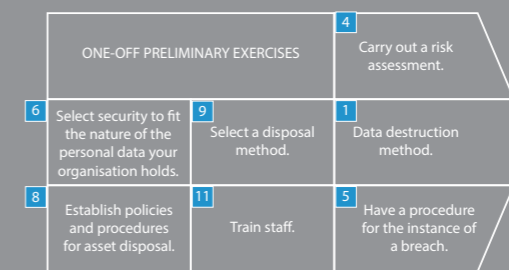 ONE-OFF PRELIMINARY EXERCISES
4
Carry out a risk
assessment.
6
Select security to fit
the nature of the
personal data your
organisation holds.
9
Select a disposal
method.
1
Data destruction
method.
8
Establish policies
and procedures
for asset disposal.
11
Train staff.
5
Have a procedure
for the instance of
a breach.